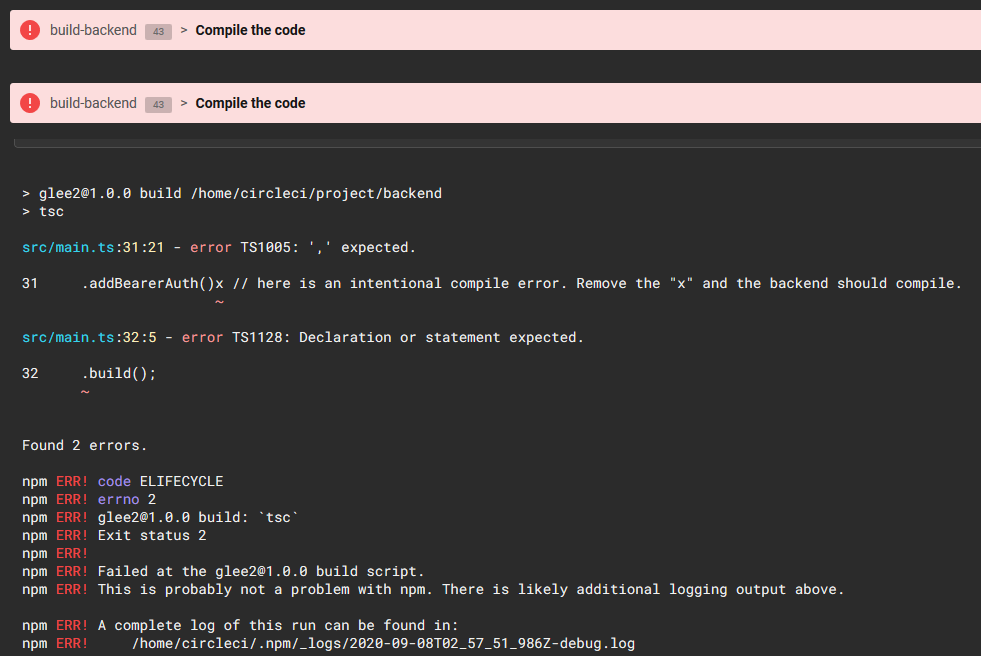 ! build-backend 43 > Compile the code
! build-backend 43 > Compile the code
> glee2@1.0.0 build /home/circleci/project/backend
> tsc
src/main.ts:31:21 - error TS1005: ',' expected.
31     .addBearerAuth()x // here is an intentional compile error. Remove the "x" and the backend should compile.
~
src/main.ts:32:5 - error TS1128: Declaration or statement expected.
32     .build();
~
Found 2 errors.
npm ERR! code ELIFECYCLE
npm ERR! errno 2
npm ERR! glee2@1.0.0 build: `tsc`
npm ERR! Exit status 2
npm ERR!
npm ERR! Failed at the glee2@1.0.0 build script.
npm ERR! This is probably not a problem with npm. There is likely additional logging output above.
npm ERR! A complete log of this run can be found in:
npm ERR!     /home/circleci/.npm/_logs/2020-09-08T02_57_51_986Z-debug.log